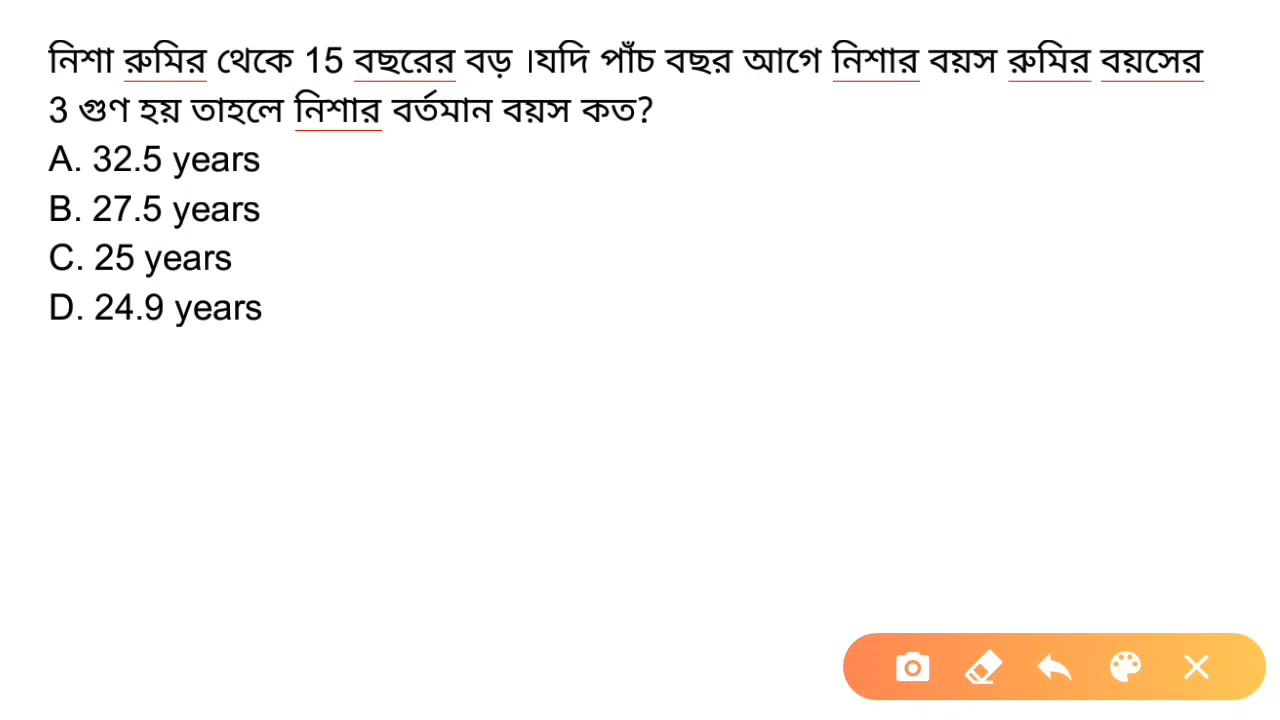 নিশা রুমির থেকে 15 বছরের বড় ।যদি পাঁচ বছর আগে নিশার বয়স রুমির বয়সের
3 গুণ হয় তাহলে নিশার বর্তমান বয়স কত?
A. 32.5 years
B. 27.5 years
C. 25 years
D. 24.9 years